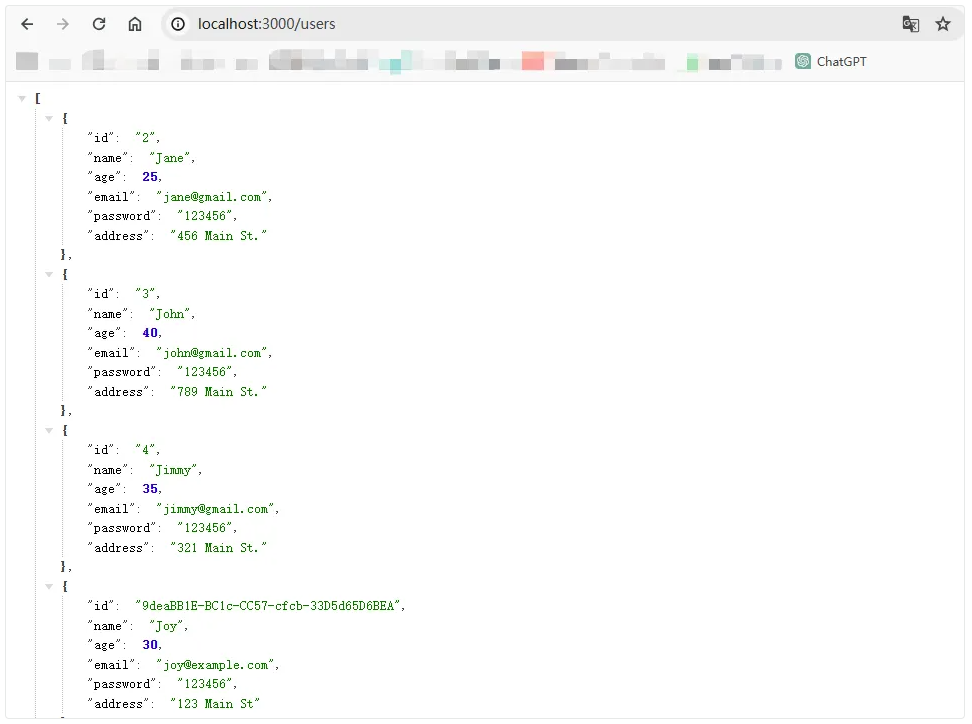 localhost:3000/users
ChatGPT
[
{
"id": "2",
"name": "Jane",
"age": 25,
"email": "jane@gmail.com",
"password": "123456",
"address": "456 Main St."
},
{
"id": "3",
"name": "John",
"age": 40,
"email": "john@gmail.com",
"password": "123456",
"address": "789 Main St."
},
{
"id": "4",
"name": "Jimmy",
"age": 35,
"email": "jimmy@gmail.com",
"password": "123456",
"address": "321 Main St."
},
{
"id": "9deaBB1E-BC1c-CC57-cfcb-33D5d65D6BEA",
"name": "Joy",
"age": 30,
"email": "joy@example.com",
"password": "123456",
"address": "123 Main St"